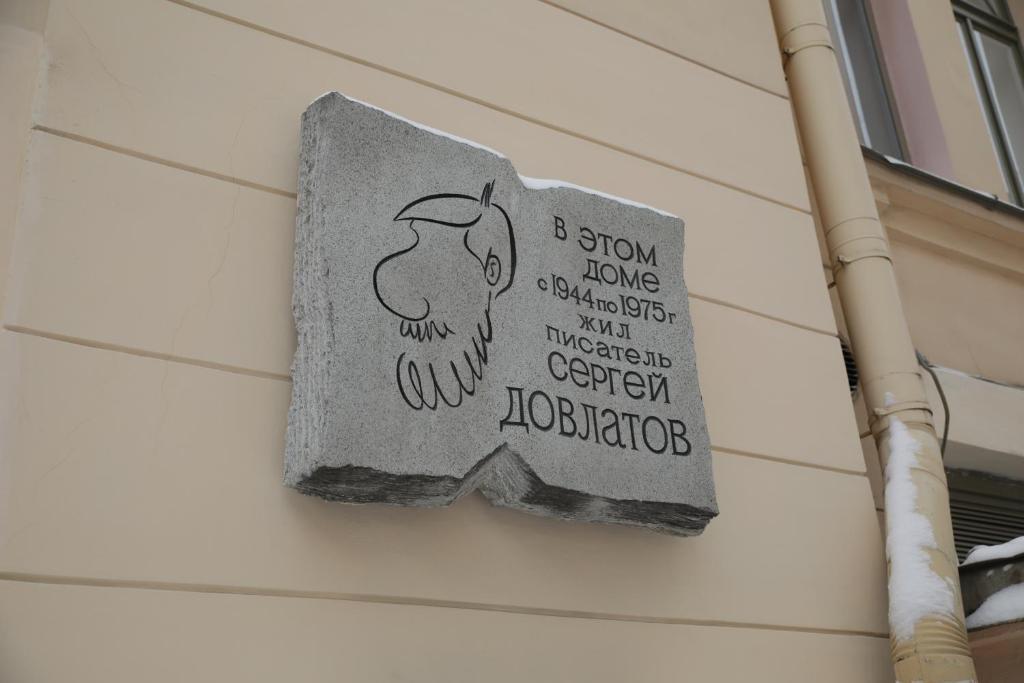 В ЭТОМ
ДОМЕ
с 1944 по 1975 г
жил
писатель
СЕРГЕЙ
ДОВЛАТОВ